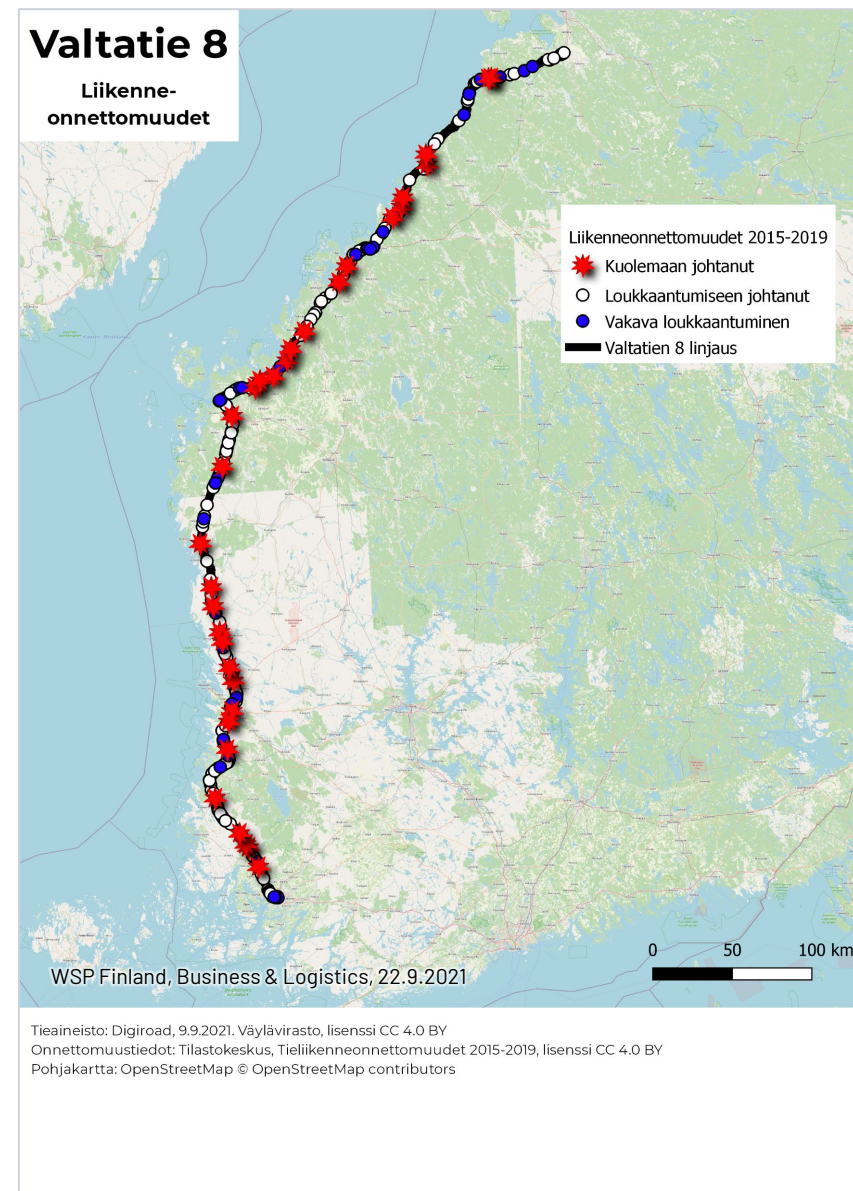 Valtatie 8
Liikenne-
onnettomuudet
Liikenneonnettomuudet 2015-2019
Kuolemaan johtanut
Loukkaantumiseen johtanut
Vakava loukkaantuminen
Valtatien 8 linjaus
0 50 100 km
WSP Finland, Business & Logistics, 22.9.2021
Tieaineisto: Digiroad, 9.9.2021. Väylävirasto, lisenssi CC 4.0 BY
Onnettomuustiedot: Tilastokeskus, Tieliikenneonnettomuudet 2015-2019, lisenssi CC 4.0 BY
Pohjakartta: OpenStreetMap © OpenStreetMap contributors